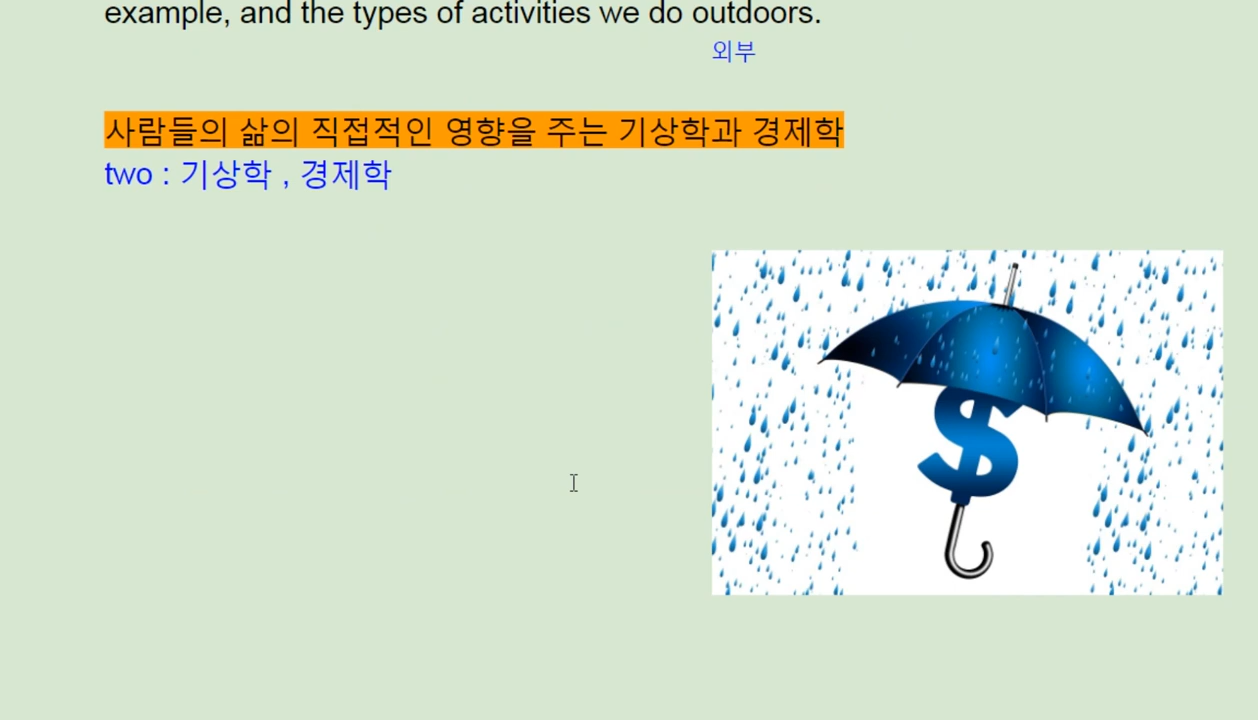 example, and the types of activities we do outdoors.
외부
사람들의 삶의 직접적인 영향을 주는 기상학과 경제학
two : 기상학 , 경제학
$